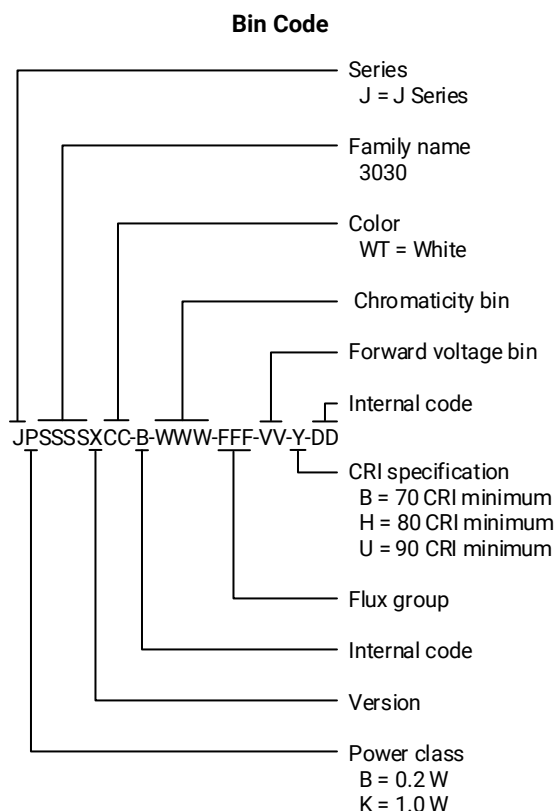 Bin Code
Series
J = J Series
Family name
3030
Color
WT = White
Chromaticity bin
Forward voltage bin
Internal code
JPSSSSXCC-B-WWW-FFF-VV-Y-DD
CRI specification
B = 70 CRI minimum
H = 80 CRI minimum
U = 90 CRI minimum
Flux group
Internal code
Version
Power class
B = 0.2 W
K = 1.0 W